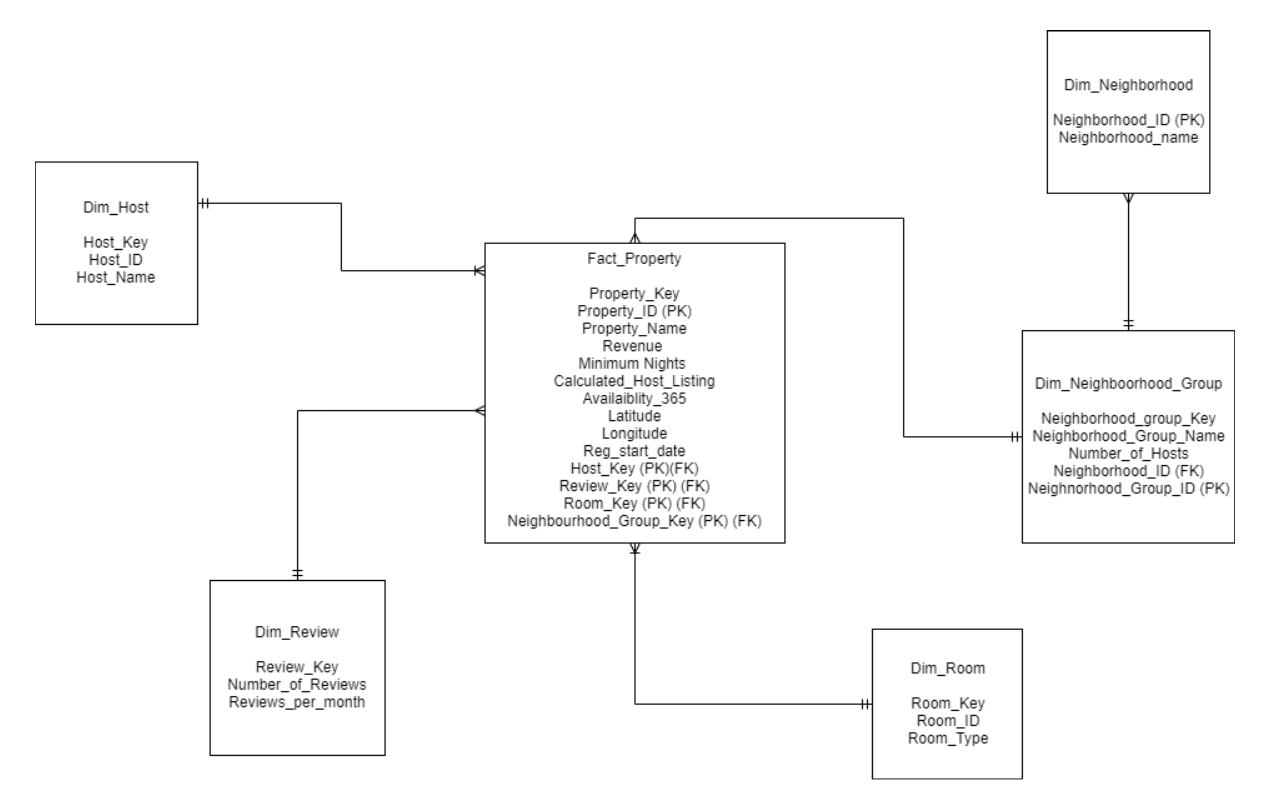 Dim_Neighborhood
Neighborhood_ID (PK)
Neighborhood_name
Dim_Host
Host_Key
Host_ID
Host_Name
Fact_Property
Property_Key
Property_ID (PK)
Property_Name
Revenue
Minimum Nights
Calculated_Host_Listing
Availaiblity_365
Latitude
Longitude
Reg_start_date
Host_Key (PK)(FK)
Review_Key (PK) (FK)
Room_Key (PK) (FK)
Neighbourhood_Group_Key (PK) (FK)
Dim_Neighboorhood_Group
Neighborhood_group_Key
Neighborhood_Group_Name
Number_of_Hosts
Neighborhood_ID (FK)
Neighnorhood_Group_ID (PK)
Dim_Review
Review_Key
Number_of_Reviews
Reviews_per_month
Dim_Room
Room_Key
Room_ID
Room_Type